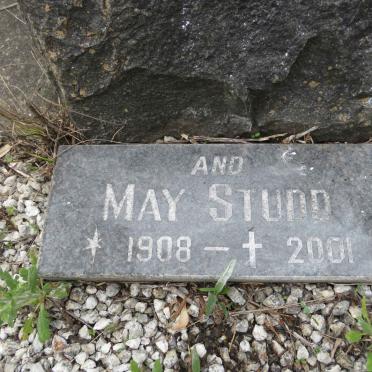 AND
MAY STUDD
* 1908 – ✝ 2001